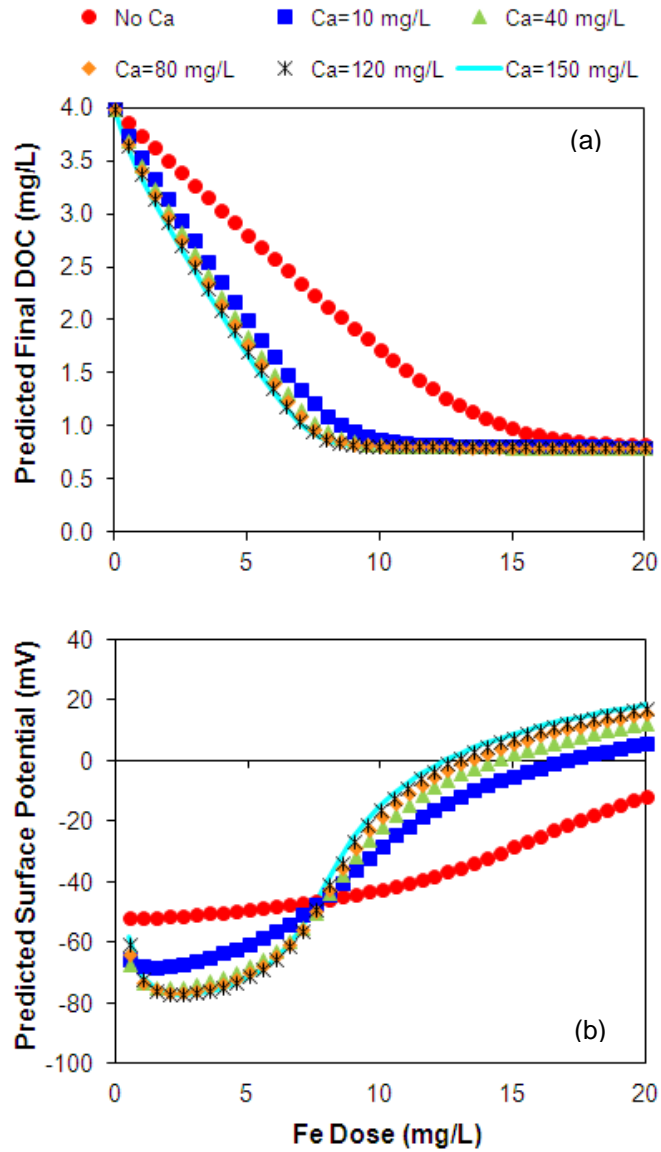 No Ca Ca=10 mg/L Ca=40 mg/L
Ca=80 mg/L Ca=120 mg/L Ca=150 mg/L
Predicted Final DOC (mg/L)
4.0
3.5
3.0
2.5
2.0
1.5
1.0
0.5
0.0
(a)
0 5 10 15 20
Predicted Surface Potential (mV)
40
20
0
-20
-40
-60
-80
-100
(b)
0 5 10 15 20
Fe Dose (mg/L)